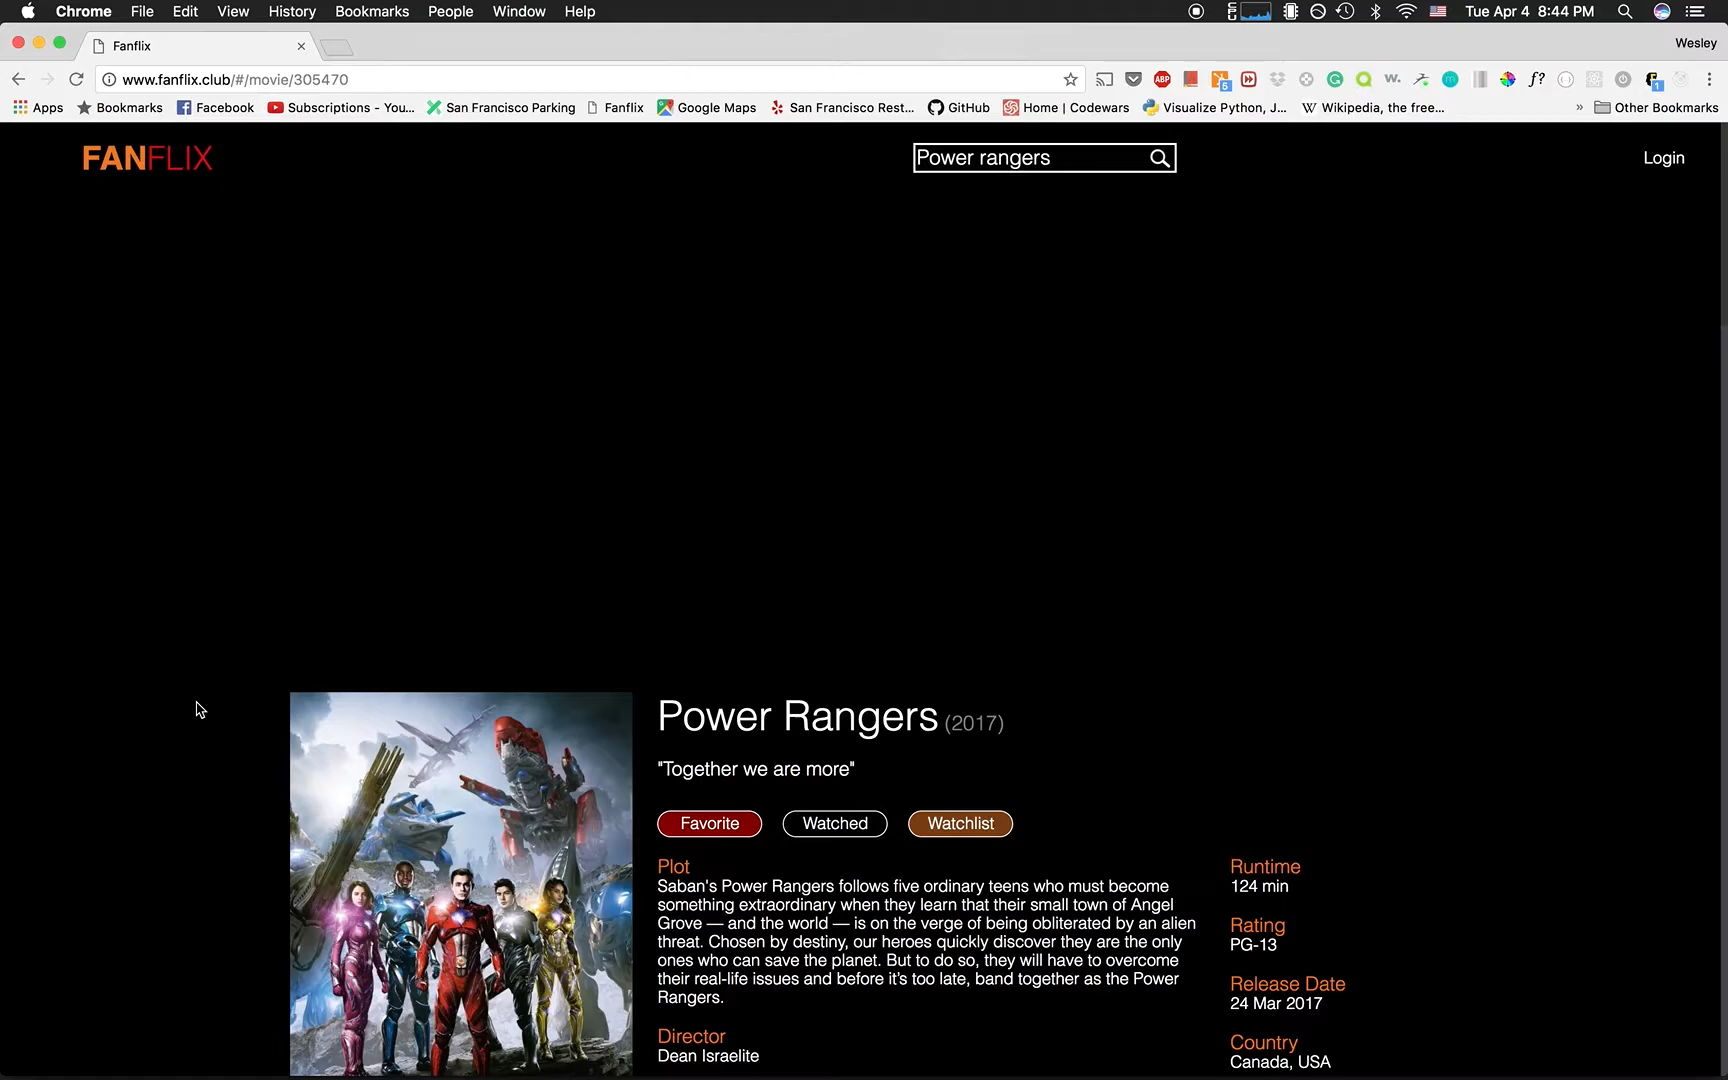 Chrome File Edit View History Bookmarks People Window Help Tue Apr 4 8:44 PM
Fanflix Wesley
www.fanflix.club/#/movie/305470
Apps Bookmarks Facebook Subscriptions - You... San Francisco Parking Fanflix Google Maps San Francisco Rest... GitHub Home | Codewars Visualize Python, J... Wikipedia, the free... » Other Bookmarks
FANFLIX Power rangers Login
Power Rangers (2017)
"Together we are more"
Favorite Watched Watchlist
Plot
Saban's Power Rangers follows five ordinary teens who must become
something extraordinary when they learn that their small town of Angel
Grove — and the world — is on the verge of being obliterated by an alien
threat. Chosen by destiny, our heroes quickly discover they are the only
ones who can save the planet. But to do so, they will have to overcome
their real-life issues and before it's too late, band together as the Power
Rangers.
Director
Dean Israelite
Runtime
124 min
Rating
PG-13
Release Date
24 Mar 2017
Country
Canada, USA